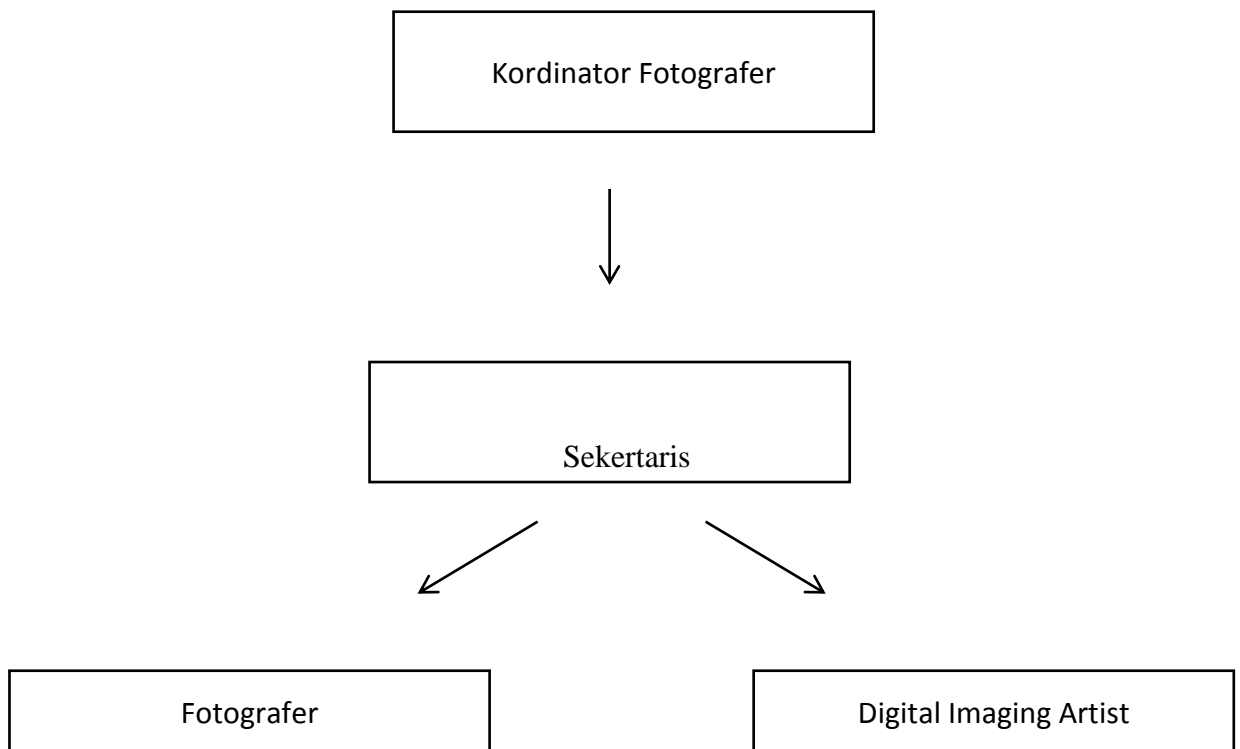 Kordinator Fotografer
Sekertaris
Fotografer
Digital Imaging Artist